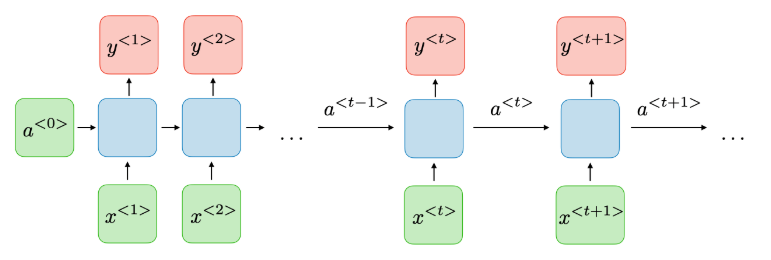 y<1> y<2> y<t> y<t+1>
a<0> ... a<t−1> a<t> a<t+1> ...
x<1> x<2> x<t> x<t+1>